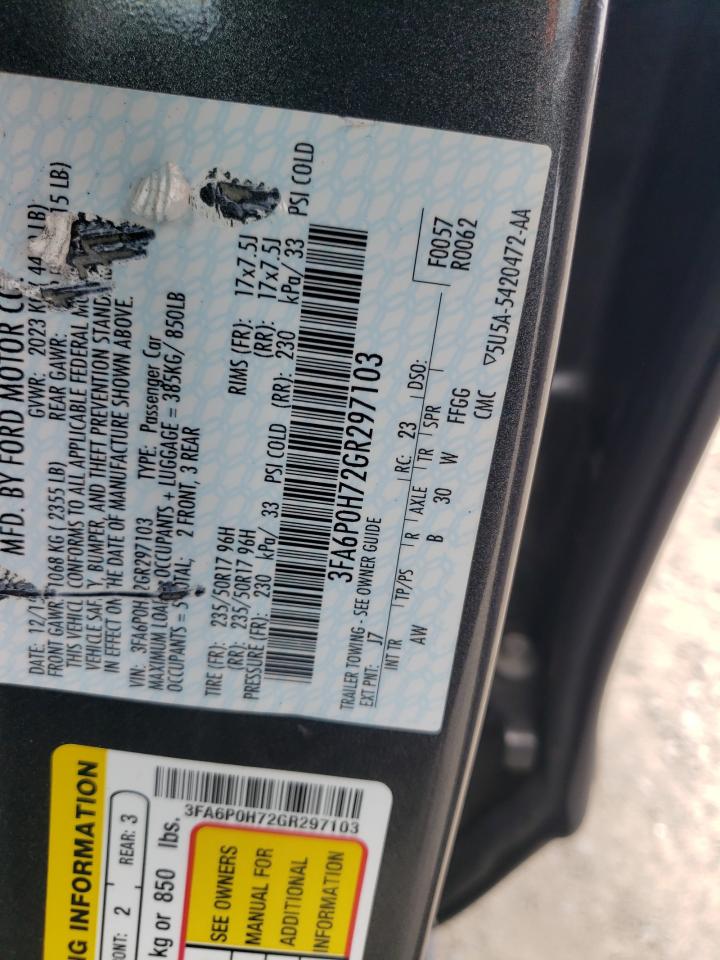 MFD. BY FORD MOTOR CO
DATE: 12/15 GVWR: 2023 KG
FRONT GAWR: 1068 KG (2355 LB) REAR GAWR:
THIS VEHICLE CONFORMS TO ALL APPLICABLE FEDERAL
VEHICLE SAFETY, BUMPER, AND THEFT PREVENTION STAND
IN EFFECT ON THE DATE OF MANUFACTURE SHOWN ABOVE.
VIN: 3FA6P0H72GR297103 TYPE: Passenger Car
MAXIMUM LOAD OCCUPANTS + LUGGAGE = 385KG/ 850LB
OCCUPANTS = 5 TOTAL: 2 FRONT, 3 REAR
TIRE (FR): 235/50R17 96H RIMS (FR): 17x7.5J
(RR): 235/50R17 96H (RR): 17x7.5J
PRESSURE (FR): 230 kPa/ 33 PSI COLD (RR): 230 kPa/ 33 PSI COLD
3FA6P0H72GR297103
TRAILER TOWING - SEE OWNER GUIDE
EXT PNT: J7 RC: 23 DSO: F0057
R0062
INT TR TP/PS R AXLE TR SPR
AW B 30 W FFGG
CMC
▽5U5A-5420472-AA
NG INFORMATION
ONT: 2 REAR: 3
kg or 850 lbs.
3FA6P0H72GR297103
SEE OWNERS
MANUAL FOR
ADDITIONAL
INFORMATION